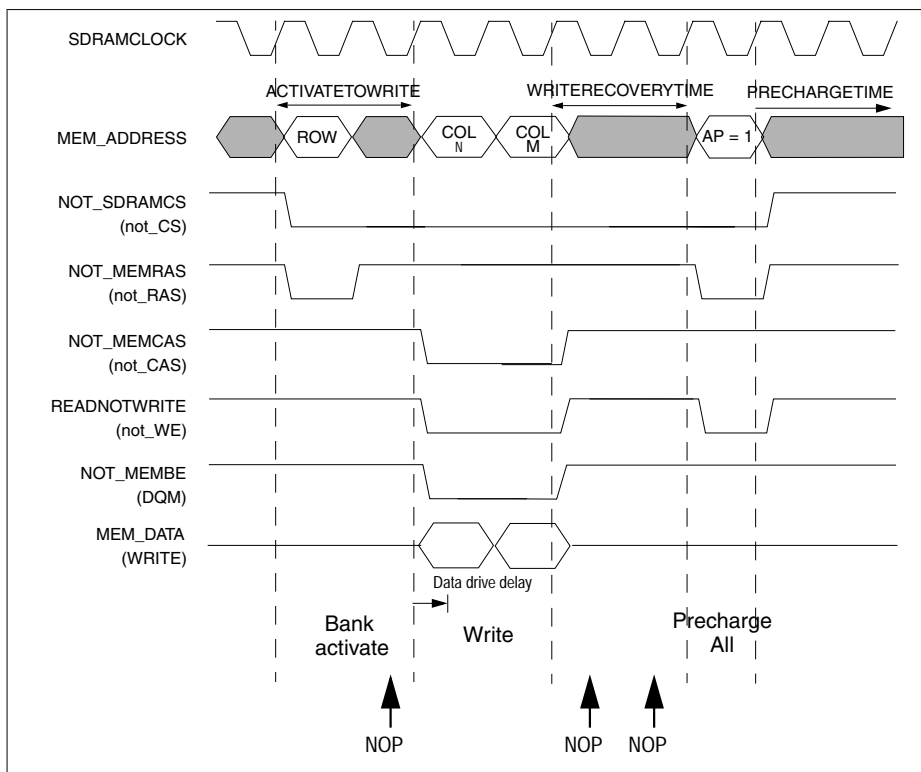 SDRAMCLOCK
ACTIVATETOWRITE
WRITERECOVERYTIME
PRECHARGETIME
MEM_ADDRESS
ROW
COL
N
COL
M
AP = 1
NOT_SDRAMCS
(not_CS)
NOT_MEMRAS
(not_RAS)
NOT_MEMCAS
(not_CAS)
READNOTWRITE
(not_WE)
NOT_MEMBE
(DQM)
MEM_DATA
(WRITE)
Data drive delay
Bank
activate
Write
Precharge
All
NOP
NOP
NOP